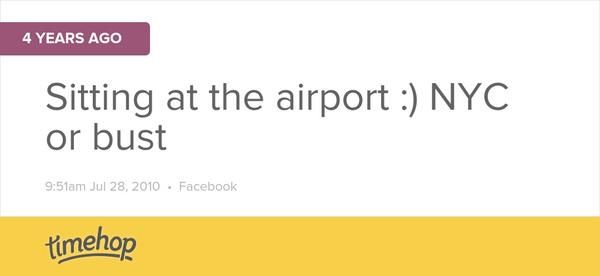 4 YEARS AGO
Sitting at the airport :) NYC
or bust
9:51am Jul 28, 2010 • Facebook
timehop